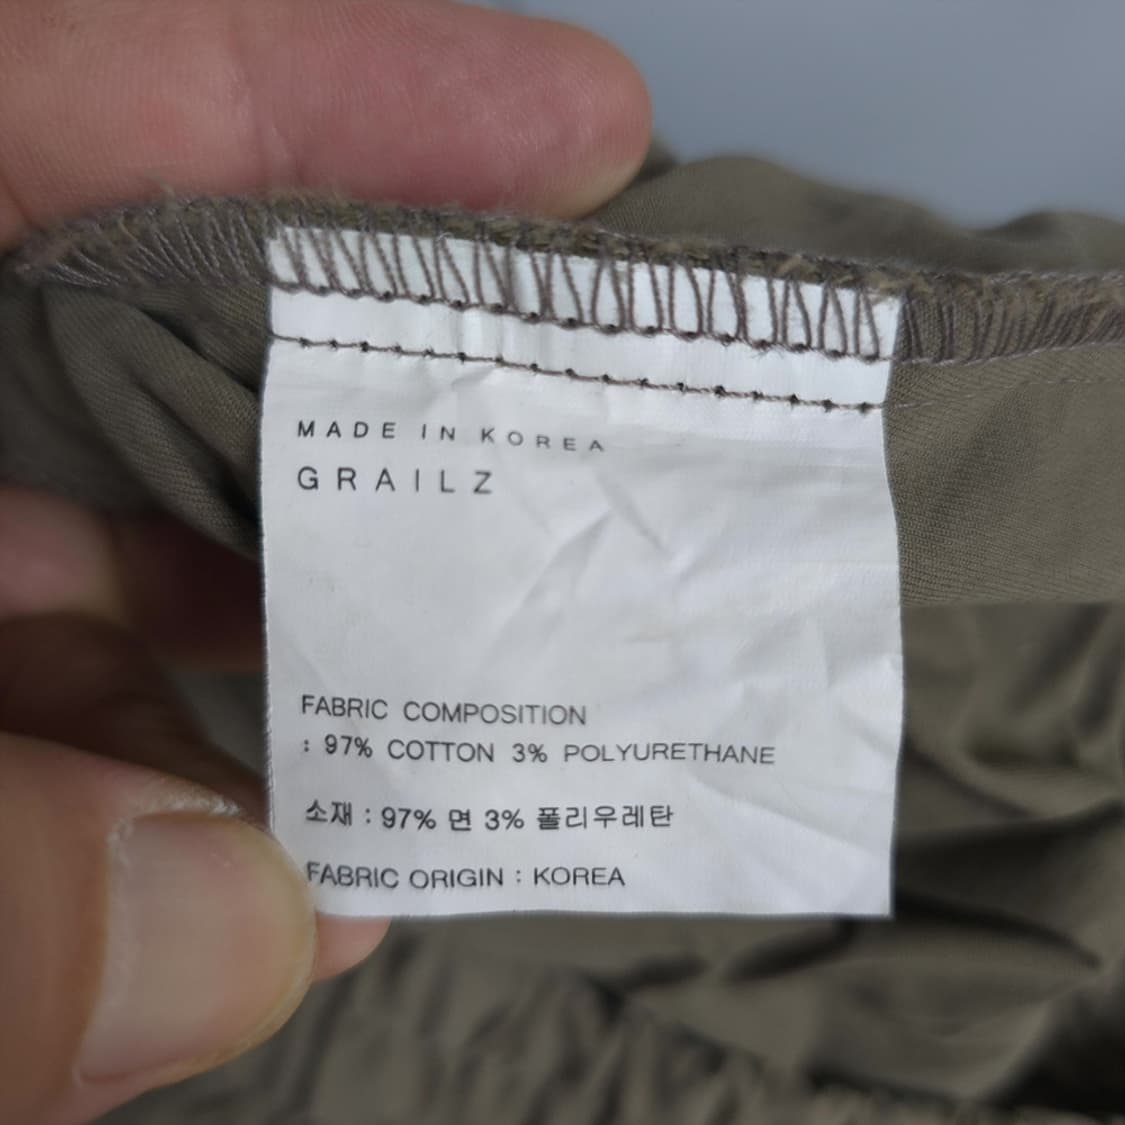 MADE IN KOREA
GRAILZ
FABRIC COMPOSITION
: 97% COTTON 3% POLYURETHANE
소재 : 97% 면 3% 폴리우레탄
FABRIC ORIGIN : KOREA